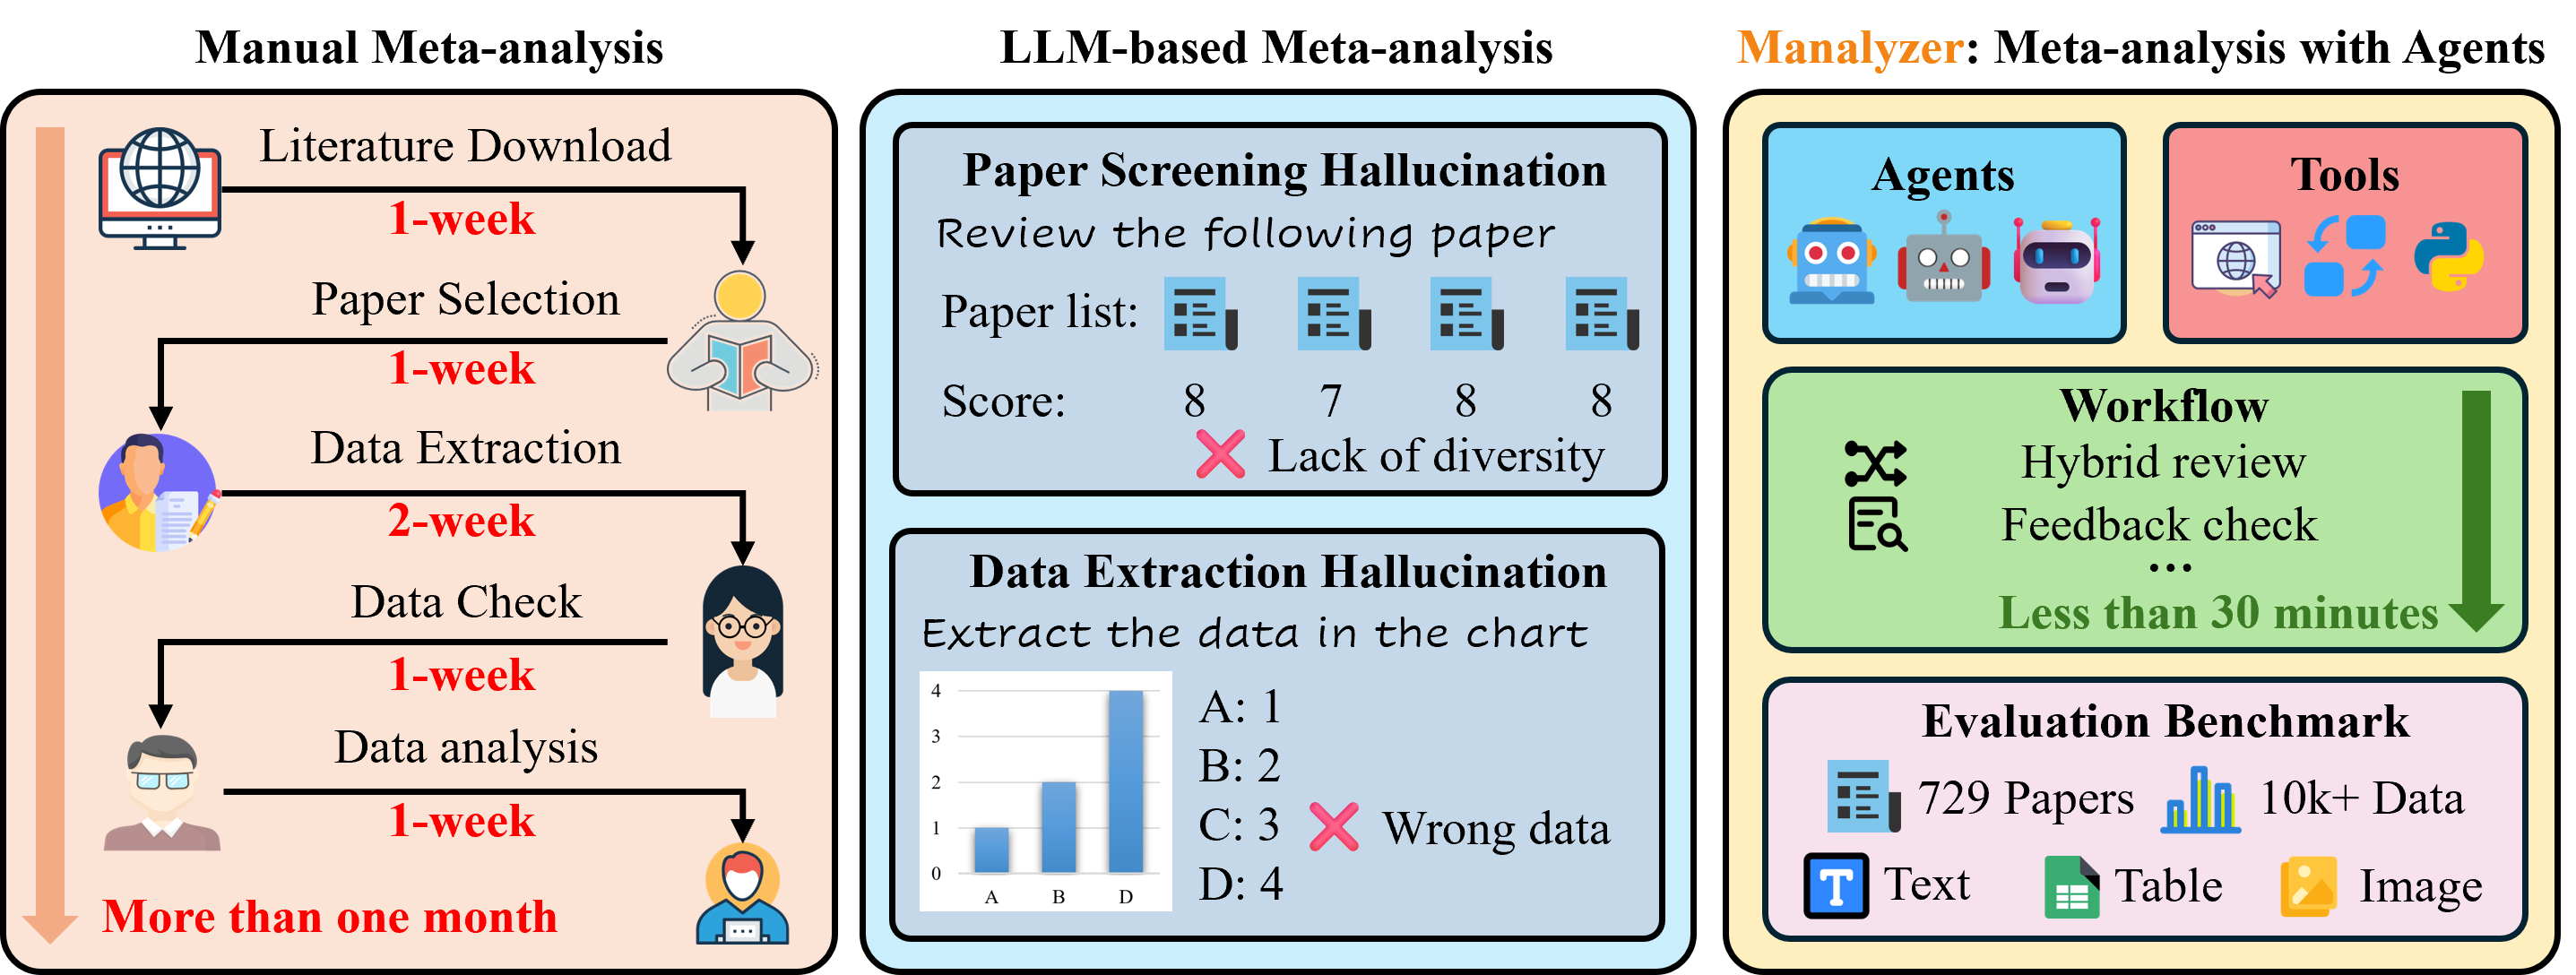 Manual Meta-analysis
Literature Download
1-week
Paper Selection
1-week
Data Extraction
2-week
Data Check
1-week
Data analysis
1-week
More than one month
LLM-based Meta-analysis
Paper Screening Hallucination
Review the following paper
Paper list:
Score: 8 7 8 8
Lack of diversity
Data Extraction Hallucination
Extract the data in the chart
4
3
2
1
0
A B D
A: 1
B: 2
C: 3
D: 4
Wrong data
Manalyzer: Meta-analysis with Agents
Agents
Tools
Workflow
Hybrid review
Feedback check
...
Less than 30 minutes
Evaluation Benchmark
729 Papers 10k+ Data
T Text Table Image